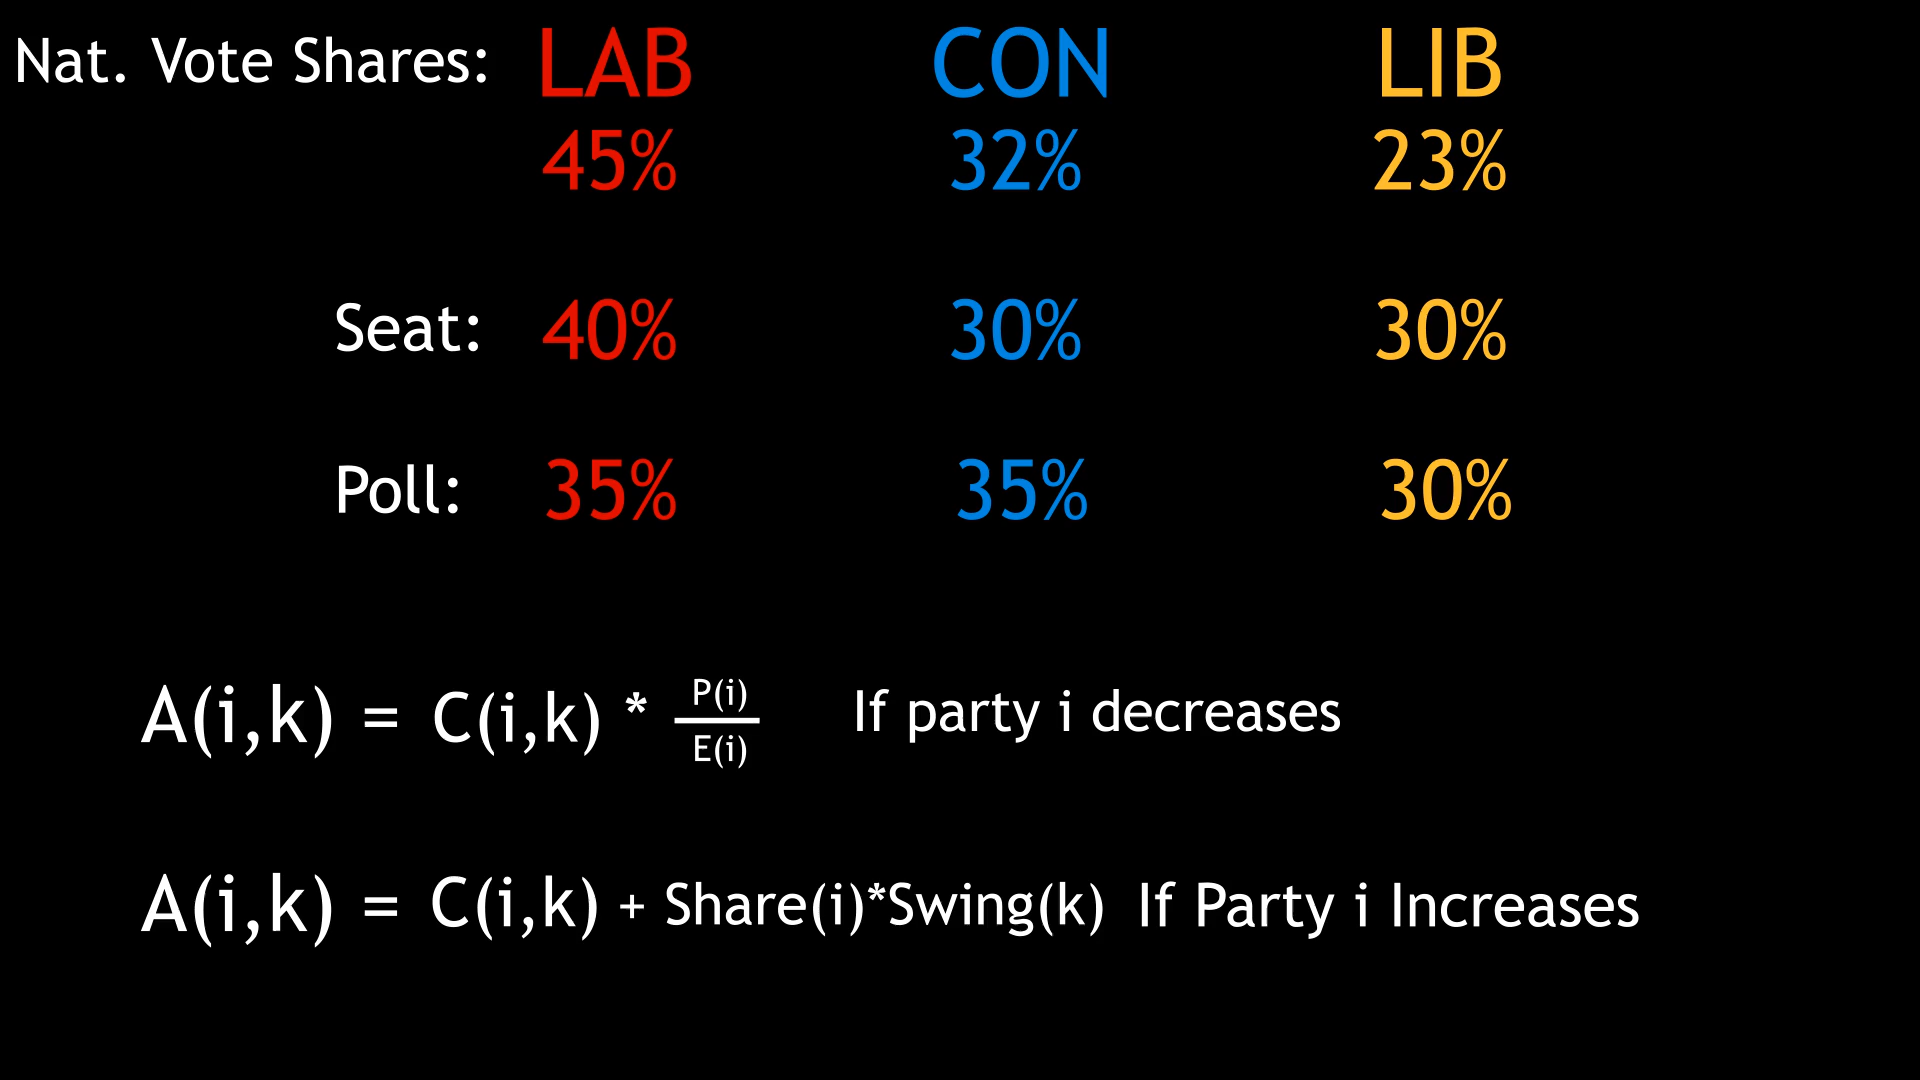 Nat. Vote Shares: LAB CON LIB
45% 32% 23%
Seat: 40% 30% 30%
Poll: 35% 35% 30%
A(i,k) = C(i,k) * P(i) If party i decreases
E(i)
A(i,k) = C(i,k) + Share(i)*Swing(k) If Party i Increases